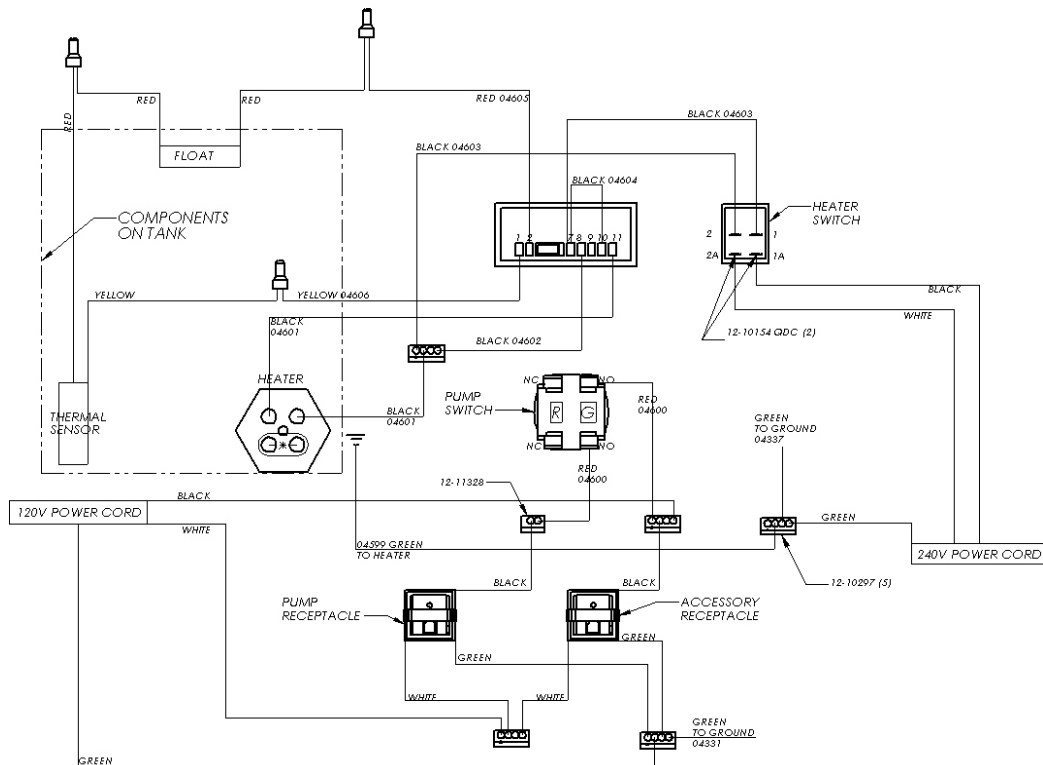 RED
RED
RED
RED 04605
BLACK 04603
BLACK 04603
FLOAT
BLACK 04604
HEATER
SWITCH
COMPONENTS
ON TANK
1 2 7 8 9 10 11
2 1
2A 1A
YELLOW
YELLOW 04606
BLACK
WHITE
BLACK
04601
12-10154 QDC (2)
BLACK 04602
HEATER
PUMP
SWITCH
NC NO
R G
NC NO
RED
04600
THERMAL
SENSOR
BLACK
04601
GREEN
TO GROUND
04337
RED
04600
12-11328
BLACK
120V POWER CORD
WHITE
GREEN
04599 GREEN
TO HEATER
240V POWER CORD
BLACK
BLACK
12-10297 (5)
PUMP
RECEPTACLE
ACCESSORY
RECEPTACLE
GREEN
GREEN
WHITE
WHITE
GREEN
TO GROUND
04331
GREEN